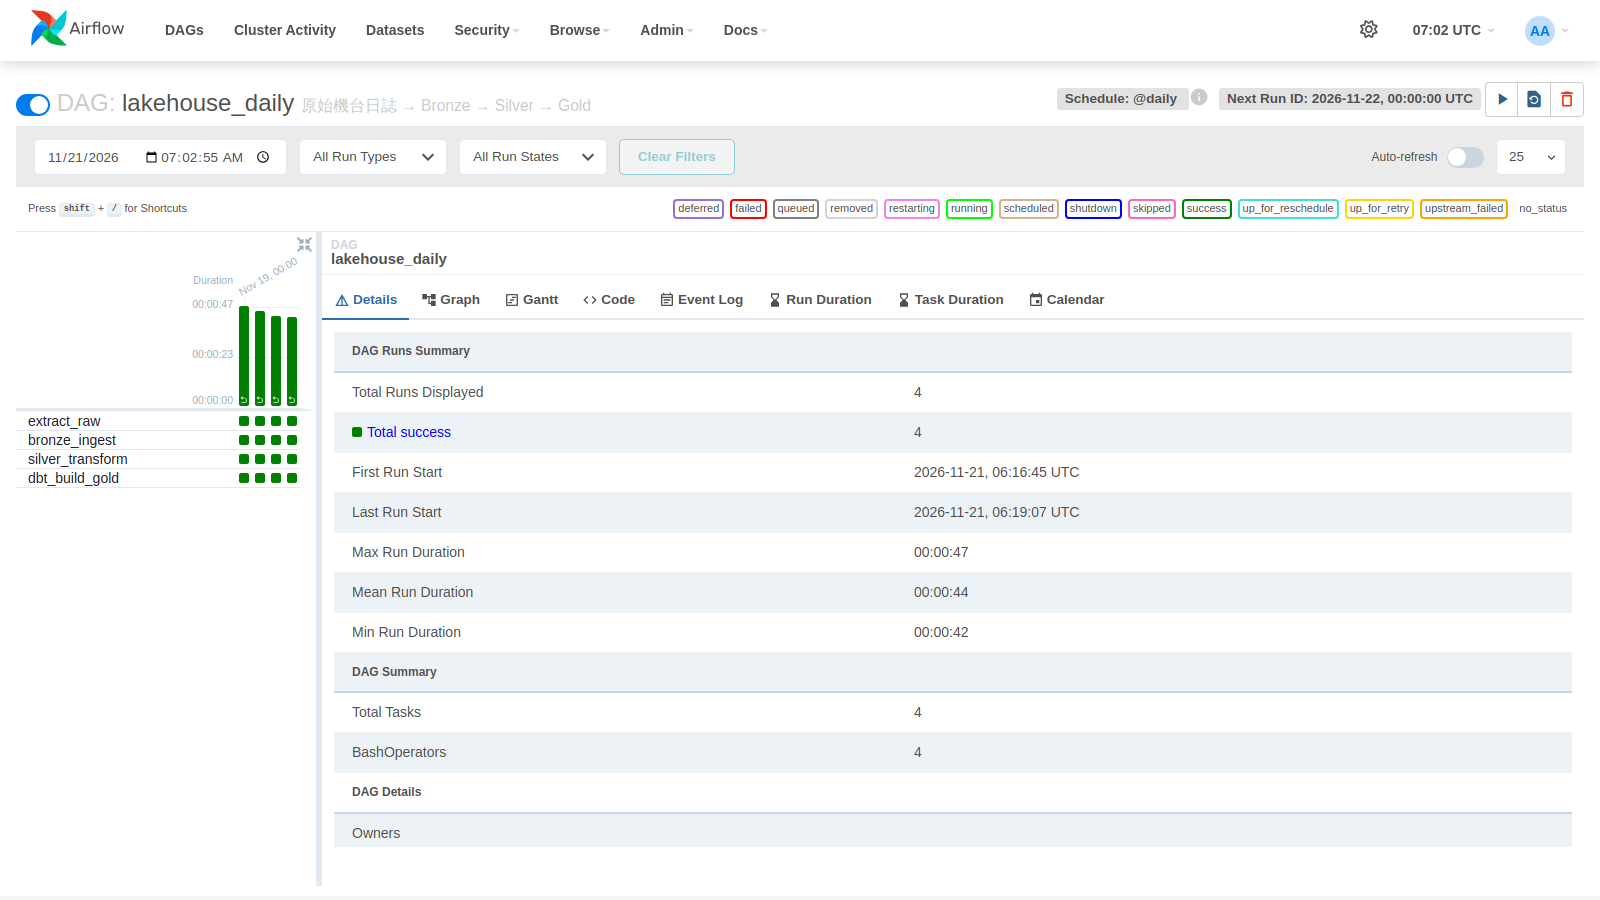 Airflow
DAGs Cluster Activity Datasets Security Browse Admin Docs 07:02 UTC AA
DAG: lakehouse_daily 原始機台日誌 → Bronze → Silver → Gold
Schedule: @daily Next Run ID: 2026-11-22, 00:00:00 UTC
11/21/2026 07:02:55 AM All Run Types All Run States Clear Filters Auto-refresh 25
Press shift + / for Shortcuts
deferred failed queued removed restarting running scheduled shutdown skipped success up_for_reschedule up_for_retry upstream_failed no_status
Duration
Nov 19, 00:00
00:00:47
00:00:23
00:00:00
extract_raw
bronze_ingest
silver_transform
dbt_build_gold
DAG
lakehouse_daily
Details Graph Gantt Code Event Log Run Duration Task Duration Calendar
DAG Runs Summary
Total Runs Displayed 4
Total success 4
First Run Start 2026-11-21, 06:16:45 UTC
Last Run Start 2026-11-21, 06:19:07 UTC
Max Run Duration 00:00:47
Mean Run Duration 00:00:44
Min Run Duration 00:00:42
DAG Summary
Total Tasks 4
BashOperators 4
DAG Details
Owners